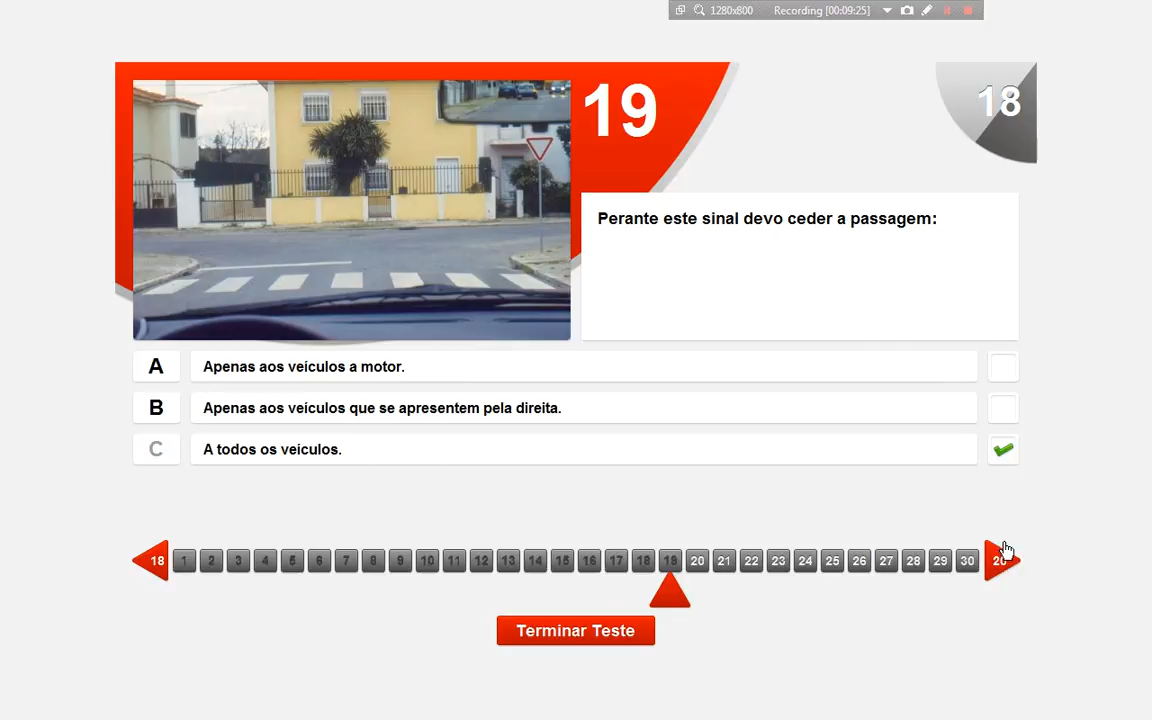 1280x800 Recording [00:09:25]
19
18
Perante este sinal devo ceder a passagem:
A Apenas aos veículos a motor.
B Apenas aos veículos que se apresentem pela direita.
C A todos os veículos.
18 1 2 3 4 5 6 7 8 9 10 11 12 13 14 15 16 17 18 19 20 21 22 23 24 25 26 27 28 29 30 20
Terminar Teste